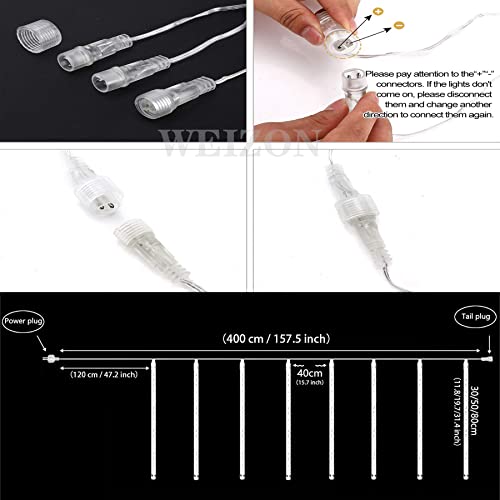 +
-
Please pay attention to the"+""-"
connectors. If the lights don't
come on, please disconnect
them and change another
direction to connect them again.
WEIZON
Power plug
Tail plug
(400 cm / 157.5 inch)
(120 cm / 47.2 inch)
40cm
(15.7 inch)
30/50/80cm
(11.8/19.7/31.4 inch)